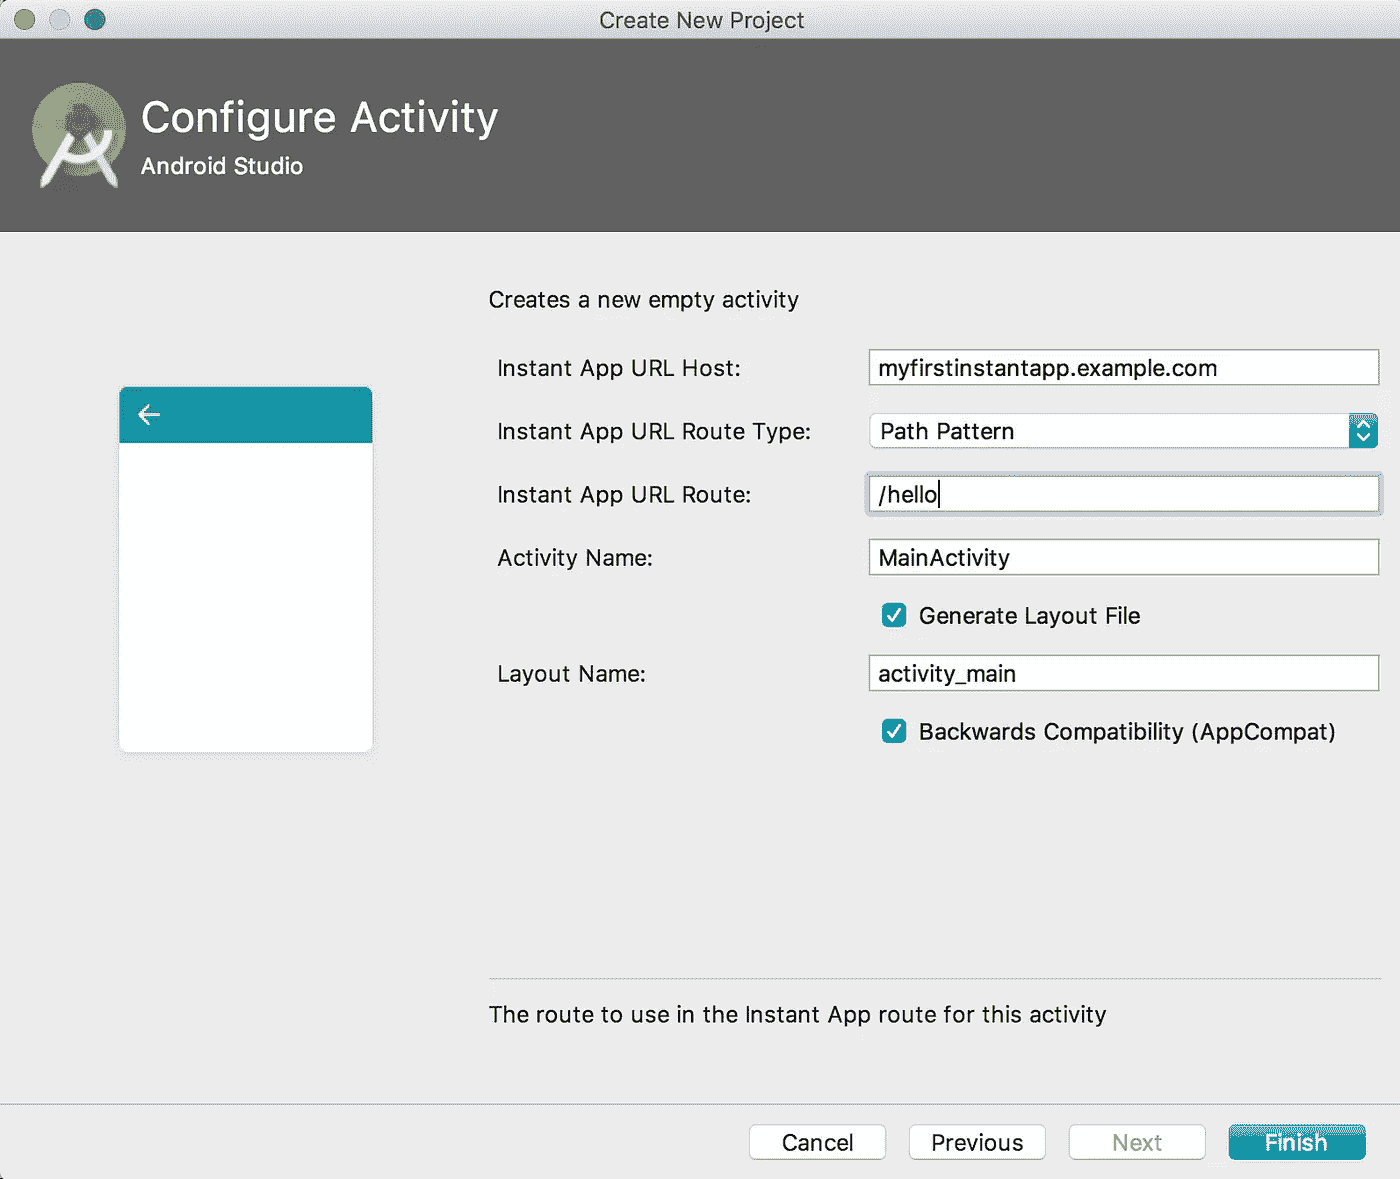 Create New Project
Configure Activity
Android Studio
Creates a new empty activity
Instant App URL Host: myfirstinstantapp.example.com
Instant App URL Route Type: Path Pattern
Instant App URL Route: /hello
Activity Name: MainActivity
Generate Layout File
Layout Name: activity_main
Backwards Compatibility (AppCompat)
The route to use in the Instant App route for this activity
Cancel Previous Next Finish